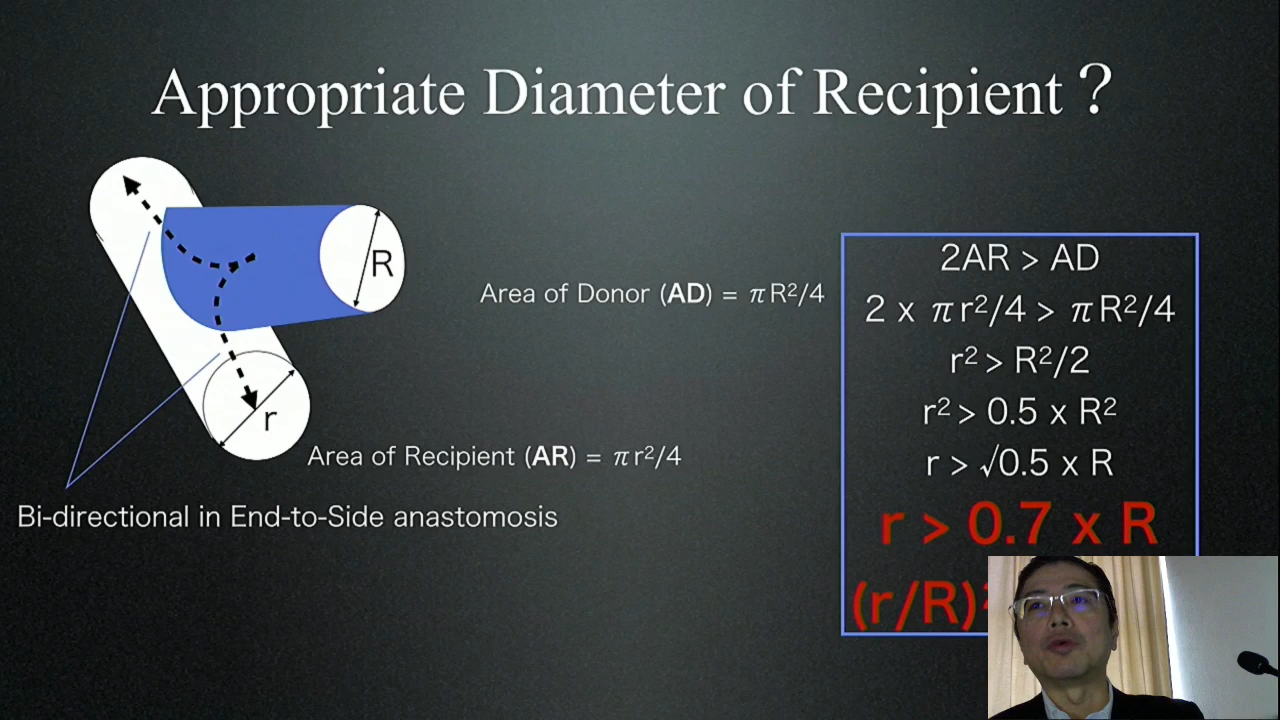 Appropriate Diameter of Recipient？
R
Area of Donor (AD) = πR²/4
r
Area of Recipient (AR) = πr²/4
Bi-directional in End-to-Side anastomosis
2AR > AD
2 x πr²/4 > πR²/4
r² > R²/2
r² > 0.5 x R²
r > √0.5 x R
r > 0.7 x R
(r/R)